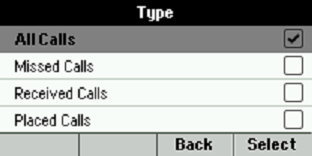 Type
All Calls
Missed Calls
Received Calls
Placed Calls
Back Select